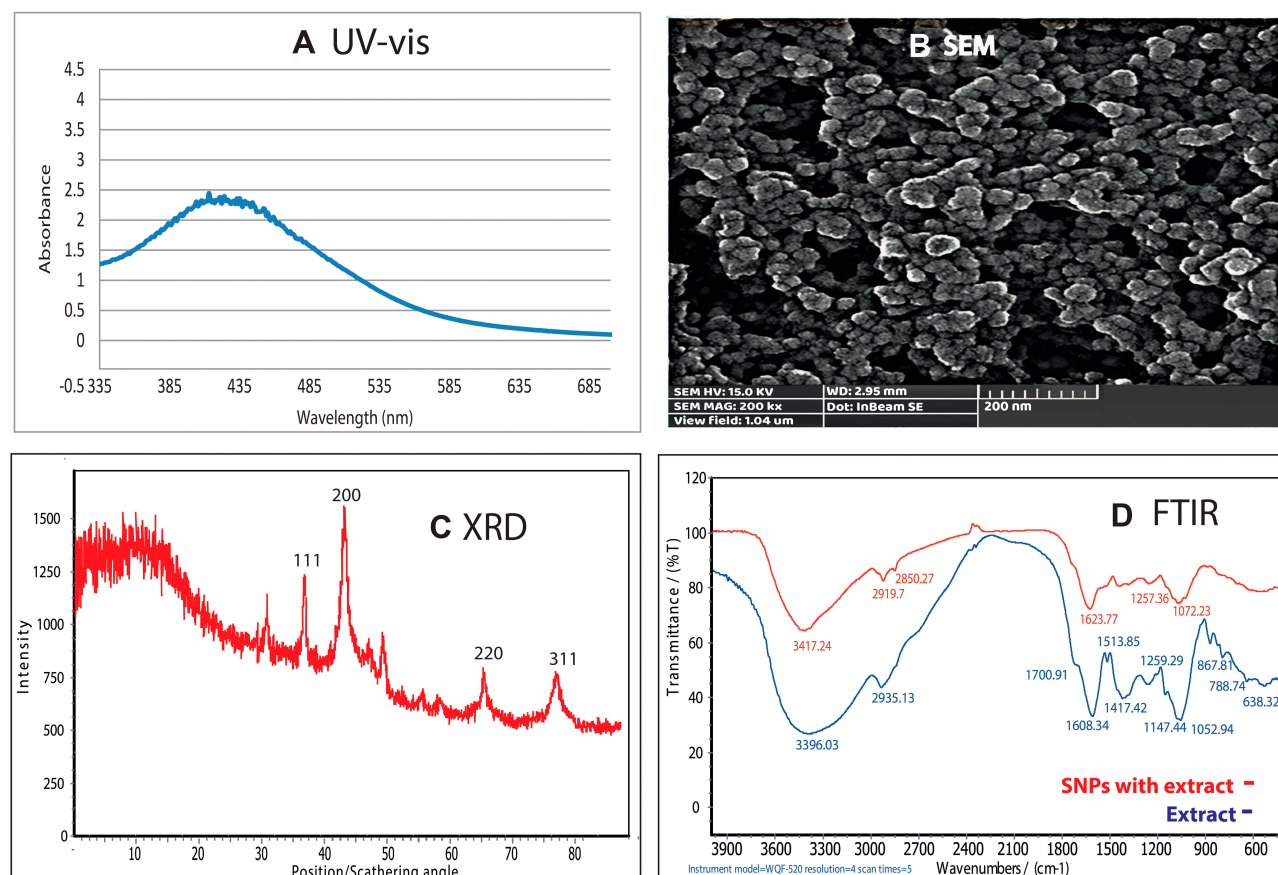 A UV-vis
4.5
4
3.5
3
2.5
2
1.5
1
0.5
0
-0.5
Absorbance
335 385 435 485 535 585 635 685
Wavelength (nm)
B SEM
SEM HV: 15.0 KV WD: 2.95 mm
SEM MAG: 200 kx Dot: InBeam SE 200 nm
View field: 1.04 um
C XRD
1500
1250
1000
750
500
250
0
Intensity
111
200
220
311
10 20 30 40 50 60 70 80
Position/Scathering angle
D FTIR
120
100
80
60
40
20
0
Transmittance / (%T)
3417.24
2919.7
2850.27
1623.77
1257.36
1072.23
3396.03
2935.13
1700.91
1608.34
1513.85
1417.42
1259.29
1147.44
1052.94
867.81
788.74
638.32
SNPs with extract -
Extract -
3900 3600 3300 3000 2700 2400 2100 1500 1200 900 600
Instrument model=WQF-520 resolution=4 scan times=5
Wavenumbers / (cm-1)